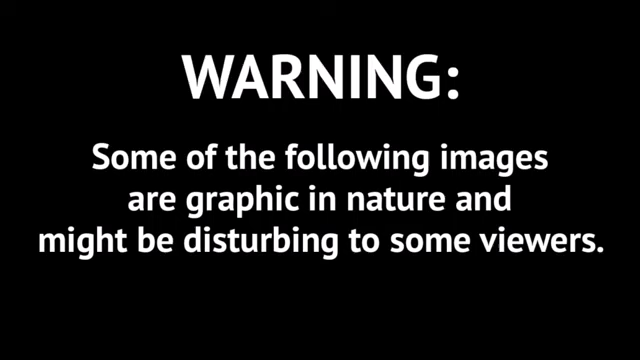 WARNING:
Some of the following images
are graphic in nature and
might be disturbing to some viewers.